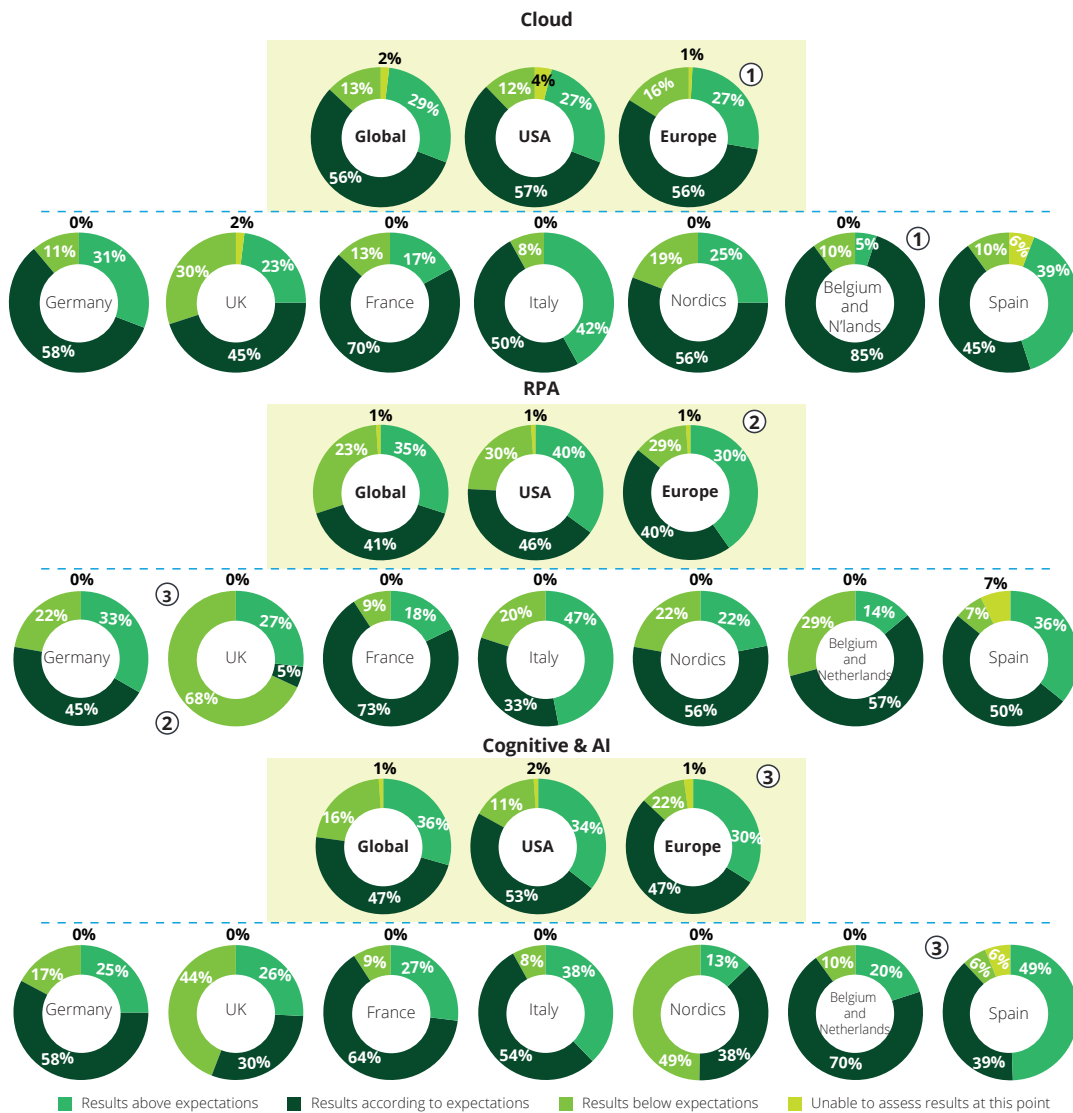 Cloud
2% 4% 1%
13% 29% 12% 27% 16% 27% ①
Global USA Europe
56% 57% 56%
0% 2% 0% 0% 0% 0%
11% 31% 30% 23% 13% 17% 8% 42% 19% 25% 10% 5% ① 10% 6% 39%
Germany UK France Italy Nordics Belgium
and
N'lands
Spain
58% 45% 70% 50% 56% 85% 45%
RPA
1% 1% 1%
23% 35% 30% 40% 29% 30% ②
Global USA Europe
41% 46% 40%
0% 0% 0% 0% 0% 0% 7%
22% 33% ③ 27% 5% 9% 18% 20% 47% 22% 22% 29% 14% 7% 36%
Germany UK France Italy Nordics Belgium
and
Netherlands
Spain
45% ② 68% 73% 33% 56% 57% 50%
Cognitive & AI
1% 2% 1%
16% 36% 11% 34% 22% 30% ③
Global USA Europe
47% 53% 47%
0% 0% 0% 0% 0% 0%
17% 25% 44% 26% 9% 27% 8% 38% 13% 10% 20% ③ 6% 6% 49%
Germany UK France Italy Nordics Belgium
and
Netherlands
Spain
58% 30% 64% 54% 49% 38% 70% 39%
Results above expectations Results according to expectations Results below expectations Unable to assess results at this point